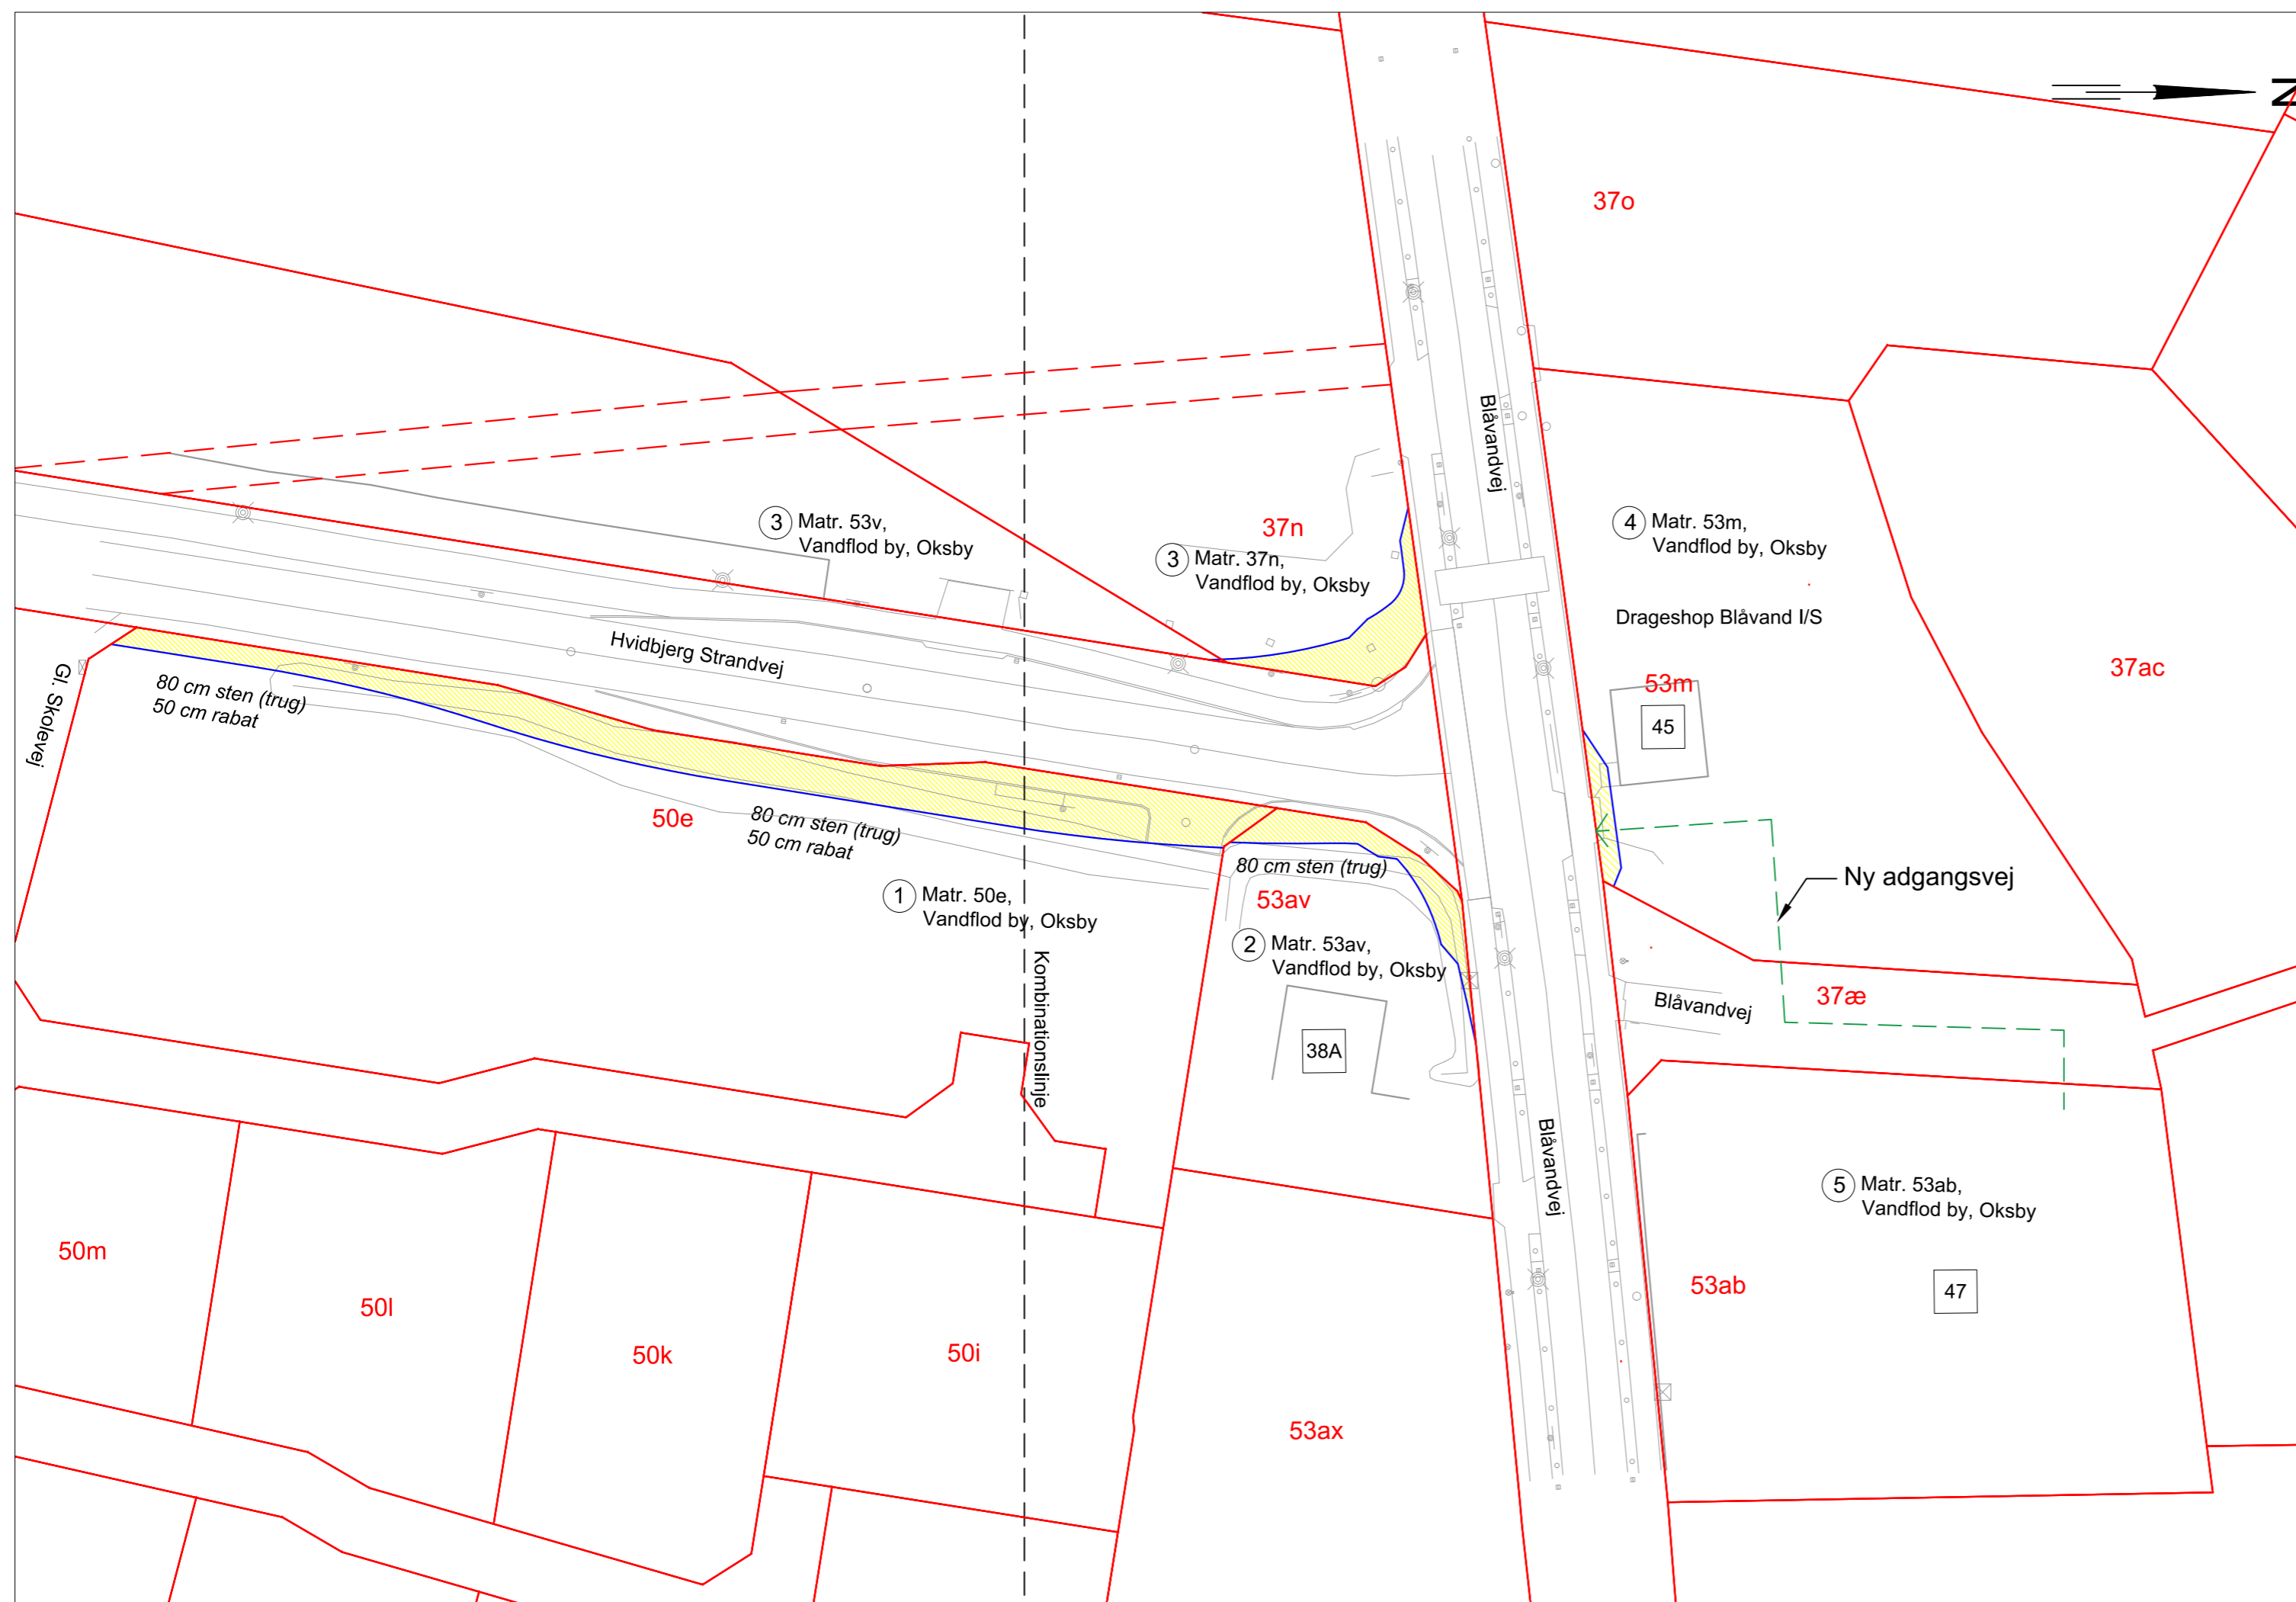 N
37o
Blåvandvej
3 Matr. 53v,
Vandflod by, Oksby
37n
3 Matr. 37n,
Vandflod by, Oksby
4 Matr. 53m,
Vandflod by, Oksby
Drageshop Blåvand I/S
53m
45
37ac
Hvidbjerg Strandvej
Gl. Skolevej
80 cm sten (trug)
50 cm rabat
50e
80 cm sten (trug)
50 cm rabat
80 cm sten (trug)
53av
1 Matr. 50e,
Vandflod by, Oksby
2 Matr. 53av,
Vandflod by, Oksby
Ny adgangsvej
Kombinationslinje
Blåvandvej
37æ
38A
Blåvandvej
5 Matr. 53ab,
Vandflod by, Oksby
53ab
47
50m
50l
50k
50i
53ax